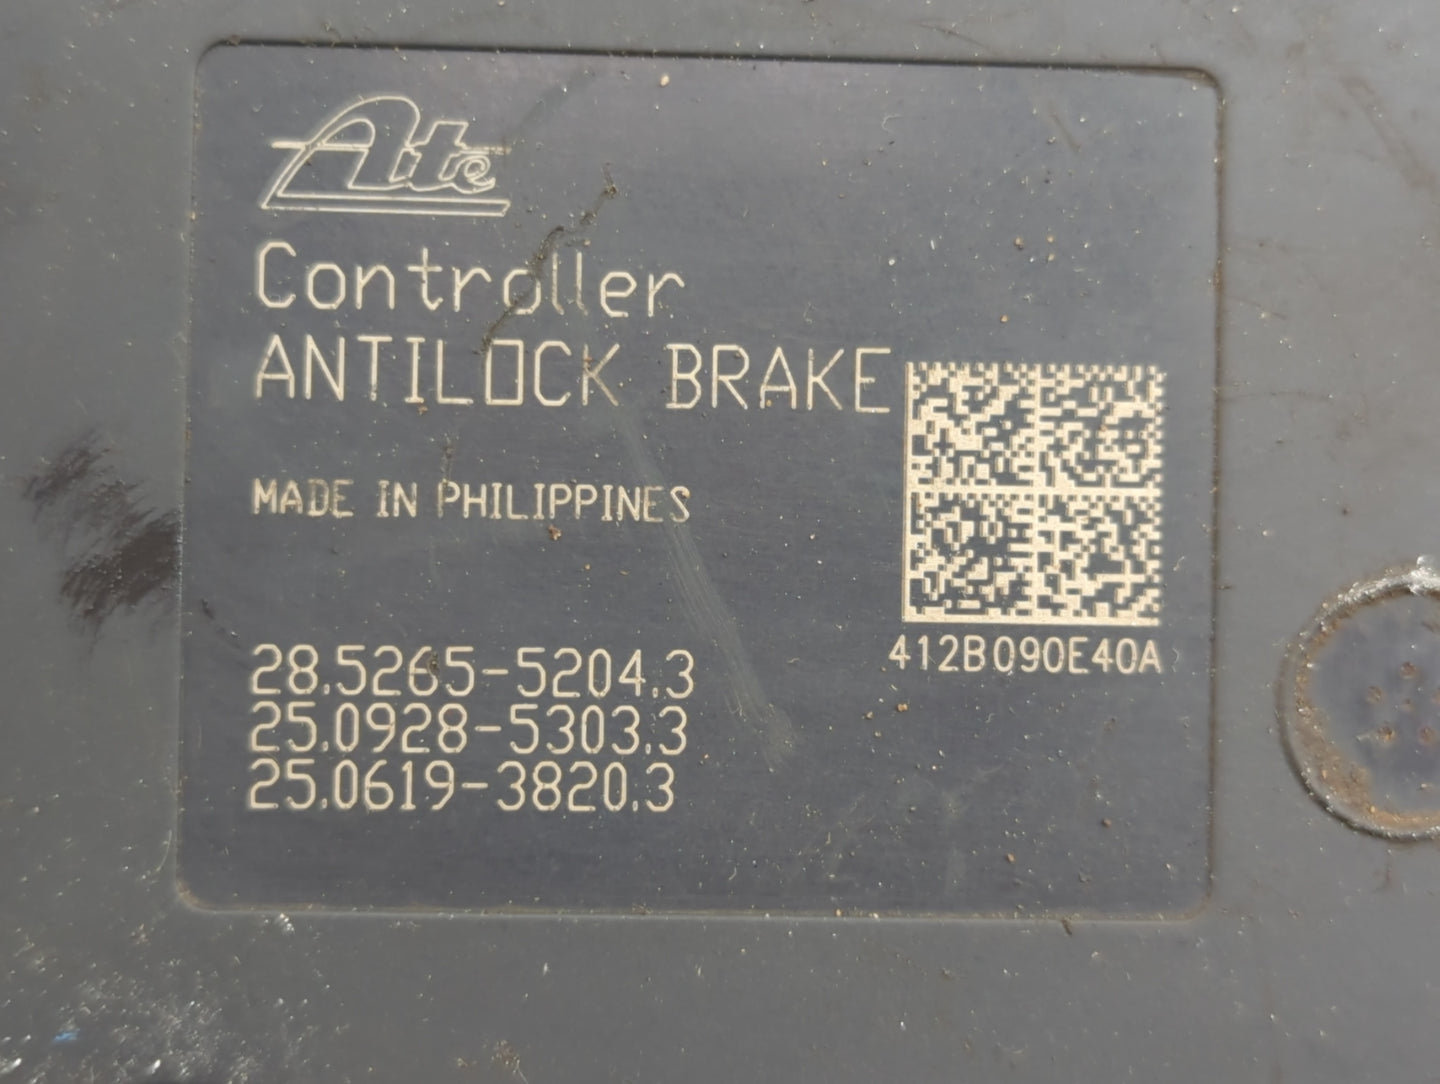 Ate
Controller
ANTILOCK BRAKE
MADE IN PHILIPPINES
412B090E40A
28.5265-5204.3
25.0928-5303.3
25.0619-3820.3